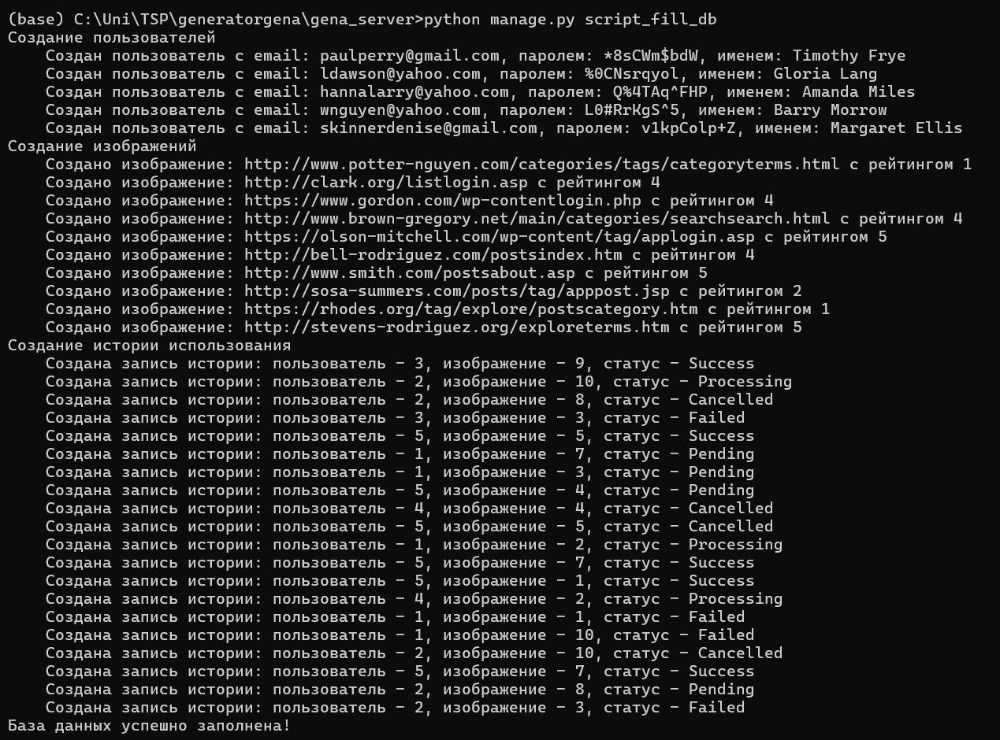 (base) C:\Uni\TSP\generatorgena\gena_server>python manage.py script_fill_db
Создание пользователей
Создан пользователь с email: paulperry@gmail.com, паролем: *8sCWm$bdW, именем: Timothy Frye
Создан пользователь с email: ldawson@yahoo.com, паролем: %0CNsrqyol, именем: Gloria Lang
Создан пользователь с email: hannalarry@yahoo.com, паролем: Q%4TAq^FHP, именем: Amanda Miles
Создан пользователь с email: wnguyen@yahoo.com, паролем: L0#RrKgS^5, именем: Barry Morrow
Создан пользователь с email: skinnerdenise@gmail.com, паролем: v1kpColp+Z, именем: Margaret Ellis
Создание изображений
Создано изображение: http://www.potter-nguyen.com/categories/tags/categoryterms.html с рейтингом 1
Создано изображение: http://clark.org/listlogin.asp с рейтингом 4
Создано изображение: https://www.gordon.com/wp-contentlogin.php с рейтингом 4
Создано изображение: http://www.brown-gregory.net/main/categories/searchsearch.html с рейтингом 4
Создано изображение: https://olson-mitchell.com/wp-content/tag/applogin.asp с рейтингом 5
Создано изображение: http://bell-rodriguez.com/postsindex.htm с рейтингом 4
Создано изображение: http://www.smith.com/postsabout.asp с рейтингом 5
Создано изображение: http://sosa-summers.com/posts/tag/apppost.jsp с рейтингом 2
Создано изображение: https://rhodes.org/tag/explore/postscategory.htm с рейтингом 1
Создано изображение: http://stevens-rodriguez.org/exploreterms.htm с рейтингом 5
Создание истории использования
Создана запись истории: пользователь - 3, изображение - 9, статус - Success
Создана запись истории: пользователь - 2, изображение - 10, статус - Processing
Создана запись истории: пользователь - 2, изображение - 8, статус - Cancelled
Создана запись истории: пользователь - 3, изображение - 3, статус - Failed
Создана запись истории: пользователь - 5, изображение - 5, статус - Success
Создана запись истории: пользователь - 1, изображение - 7, статус - Pending
Создана запись истории: пользователь - 1, изображение - 3, статус - Pending
Создана запись истории: пользователь - 5, изображение - 4, статус - Pending
Создана запись истории: пользователь - 4, изображение - 4, статус - Cancelled
Создана запись истории: пользователь - 5, изображение - 5, статус - Cancelled
Создана запись истории: пользователь - 1, изображение - 2, статус - Processing
Создана запись истории: пользователь - 5, изображение - 7, статус - Success
Создана запись истории: пользователь - 5, изображение - 1, статус - Success
Создана запись истории: пользователь - 4, изображение - 2, статус - Processing
Создана запись истории: пользователь - 1, изображение - 1, статус - Failed
Создана запись истории: пользователь - 1, изображение - 10, статус - Failed
Создана запись истории: пользователь - 2, изображение - 10, статус - Cancelled
Создана запись истории: пользователь - 5, изображение - 7, статус - Success
Создана запись истории: пользователь - 2, изображение - 8, статус - Pending
Создана запись истории: пользователь - 2, изображение - 3, статус - Failed
База данных успешно заполнена!